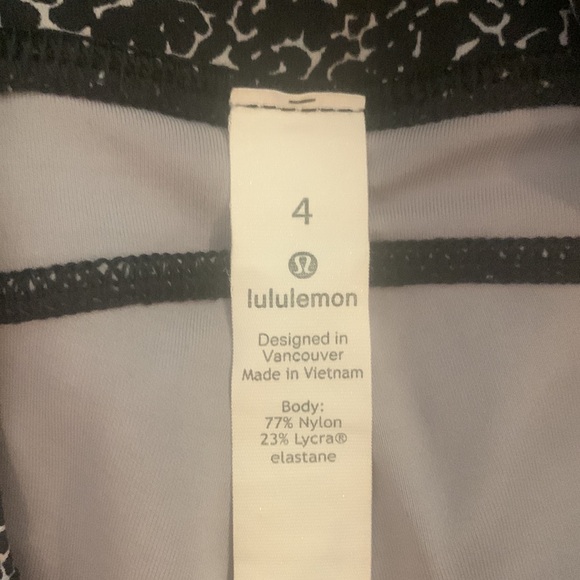 4
lululemon
Designed in
Vancouver
Made in Vietnam
Body:
77% Nylon
23% Lycra®
elastane